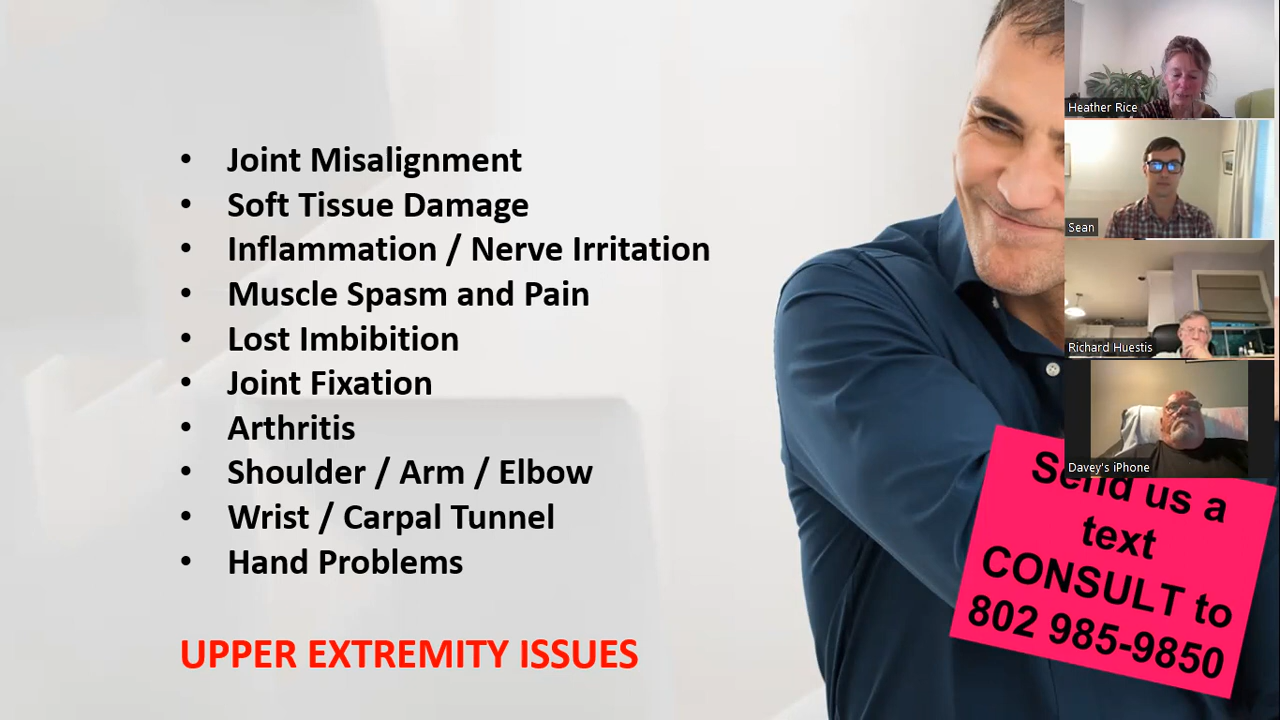 • Joint Misalignment
• Soft Tissue Damage
• Inflammation / Nerve Irritation
• Muscle Spasm and Pain
• Lost Imbibition
• Joint Fixation
• Arthritis
• Shoulder / Arm / Elbow
• Wrist / Carpal Tunnel
• Hand Problems
UPPER EXTREMITY ISSUES
Heather Rice
Sean
Richard Huestis
Davey's iPhone
Send us a
text
CONSULT to
802 985-9850